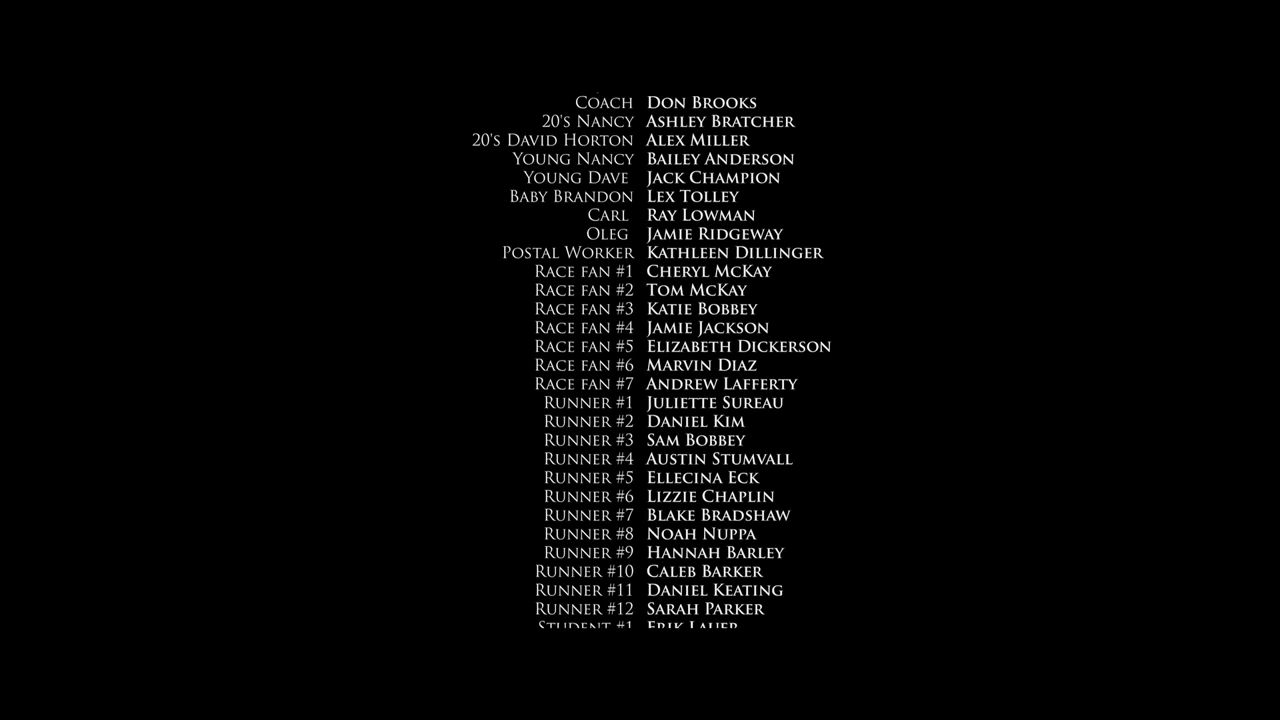 Coach Don Brooks
20's Nancy Ashley Bratcher
20's David Horton Alex Miller
Young Nancy Bailey Anderson
Young Dave Jack Champion
Baby Brandon Lex Tolley
Carl Ray Lowman
Oleg Jamie Ridgeway
Postal Worker Kathleen Dillinger
Race fan #1 Cheryl McKay
Race fan #2 Tom McKay
Race fan #3 Katie Bobbey
Race fan #4 Jamie Jackson
Race fan #5 Elizabeth Dickerson
Race fan #6 Marvin Diaz
Race fan #7 Andrew Lafferty
Runner #1 Juliette Sureau
Runner #2 Daniel Kim
Runner #3 Sam Bobbey
Runner #4 Austin Stumvall
Runner #5 Ellecina Eck
Runner #6 Lizzie Chaplin
Runner #7 Blake Bradshaw
Runner #8 Noah Nuppa
Runner #9 Hannah Barley
Runner #10 Caleb Barker
Runner #11 Daniel Keating
Runner #12 Sarah Parker
Student #1 Erik Lauer